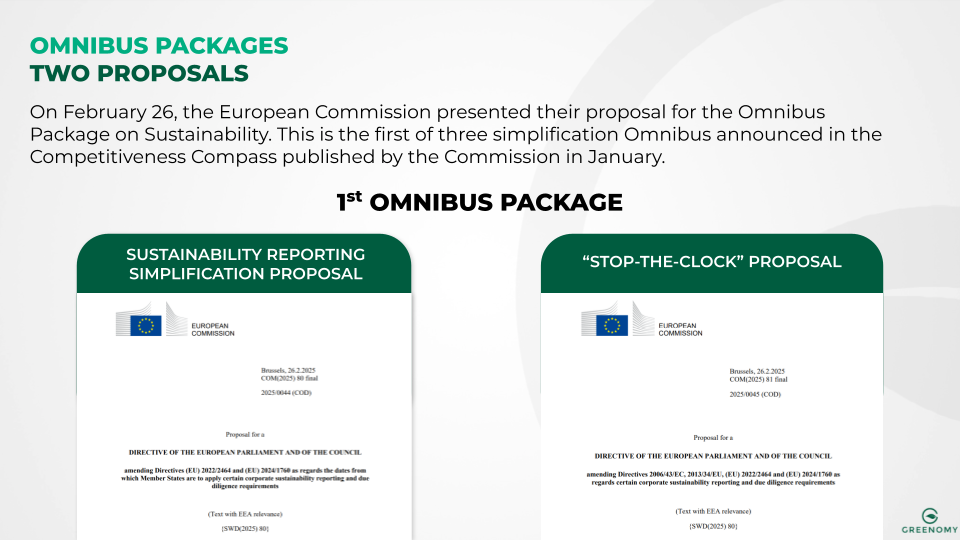 OMNIBUS PACKAGES
TWO PROPOSALS
On February 26, the European Commission presented their proposal for the Omnibus
Package on Sustainability. This is the first of three simplification Omnibus announced in the
Competitiveness Compass published by the Commission in January.
1st OMNIBUS PACKAGE
SUSTAINABILITY REPORTING
SIMPLIFICATION PROPOSAL
EUROPEAN
COMMISSION
Brussels, 26.2.2025
COM(2025) 80 final
2025/0044 (COD)
Proposal for a
DIRECTIVE OF THE EUROPEAN PARLIAMENT AND OF THE COUNCIL
amending Directives (EU) 2022/2464 and (EU) 2024/1760 as regards the dates from
which Member States are to apply certain corporate sustainability reporting and due
diligence requirements
(Text with EEA relevance)
{SWD(2025) 80}
“STOP-THE-CLOCK” PROPOSAL
EUROPEAN
COMMISSION
Brussels, 26.2.2025
COM(2025) 81 final
2025/0045 (COD)
Proposal for a
DIRECTIVE OF THE EUROPEAN PARLIAMENT AND OF THE COUNCIL
amending Directives 2006/43/EC, 2013/34/EU, (EU) 2022/2464 and (EU) 2024/1760 as
regards certain corporate sustainability reporting and due diligence requirements
(Text with EEA relevance)
{SWD(2025) 80}
GREENOMY